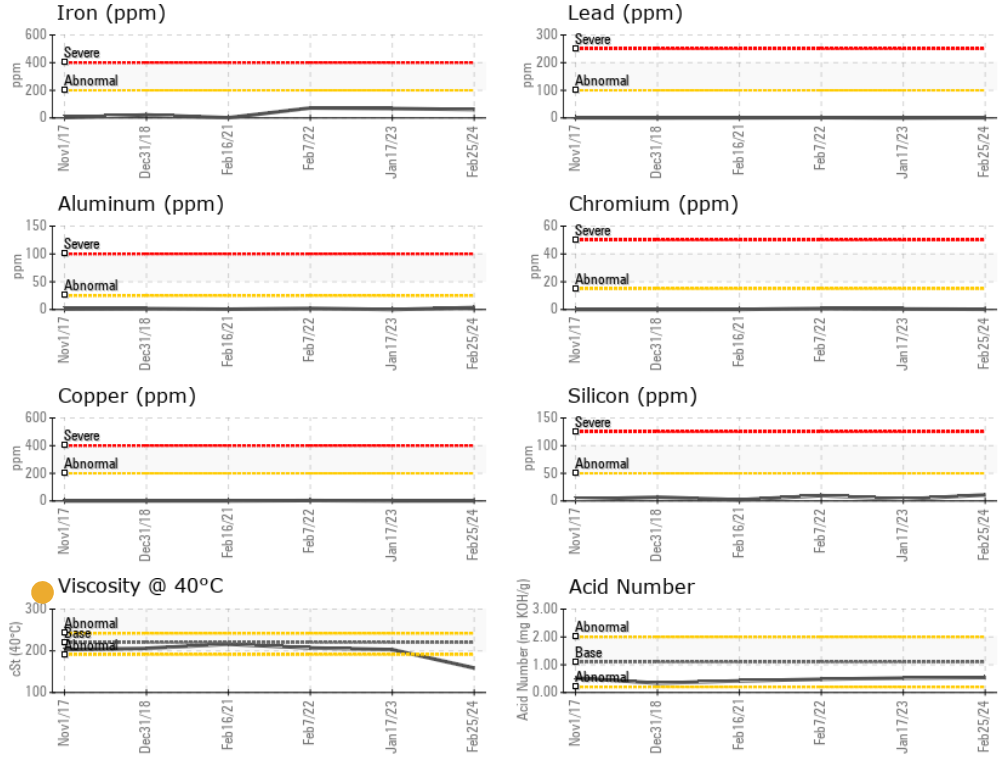 Iron (ppm)
600
400
200
0
ppm
Severe
Abnormal
Nov1/17
Dec31/18
Feb16/21
Feb7/22
Jan17/23
Feb25/24
Lead (ppm)
300
200
100
0
ppm
Severe
Abnormal
Nov1/17
Dec31/18
Feb16/21
Feb7/22
Jan17/23
Feb25/24
Aluminum (ppm)
150
100
50
0
ppm
Severe
Abnormal
Nov1/17
Dec31/18
Feb16/21
Feb7/22
Jan17/23
Feb25/24
Chromium (ppm)
60
40
20
0
ppm
Severe
Abnormal
Nov1/17
Dec31/18
Feb16/21
Feb7/22
Jan17/23
Feb25/24
Copper (ppm)
600
400
200
0
ppm
Severe
Abnormal
Nov1/17
Dec31/18
Feb16/21
Feb7/22
Jan17/23
Feb25/24
Silicon (ppm)
150
100
50
0
ppm
Severe
Abnormal
Nov1/17
Dec31/18
Feb16/21
Feb7/22
Jan17/23
Feb25/24
Viscosity @ 40°C
300
200
100
cSt (40°C)
Abnormal
Base
Abnormal
Nov1/17
Dec31/18
Feb16/21
Feb7/22
Jan17/23
Feb25/24
Acid Number
3.00
2.00
1.00
0.00
Acid Number (mg KOH/g)
Abnormal
Base
Abnormal
Nov1/17
Dec31/18
Feb16/21
Feb7/22
Jan17/23
Feb25/24